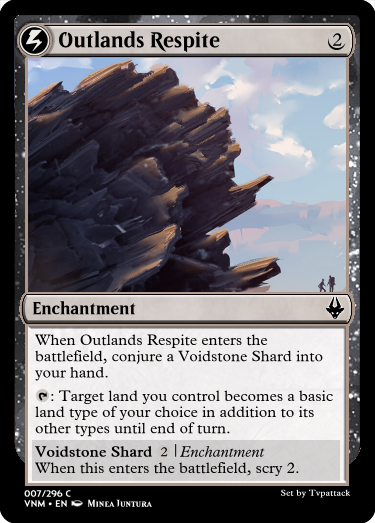 Outlands Respite 2
Enchantment
When Outlands Respite enters the
battlefield, conjure a Voidstone Shard into
your hand.
: Target land you control becomes a basic
land type of your choice in addition to its
other types until end of turn.
Voidstone Shard 2 | Enchantment
When this enters the battlefield, scry 2.
007/296 C
Set by Tvpattack
VNM • EN Minea Juntura